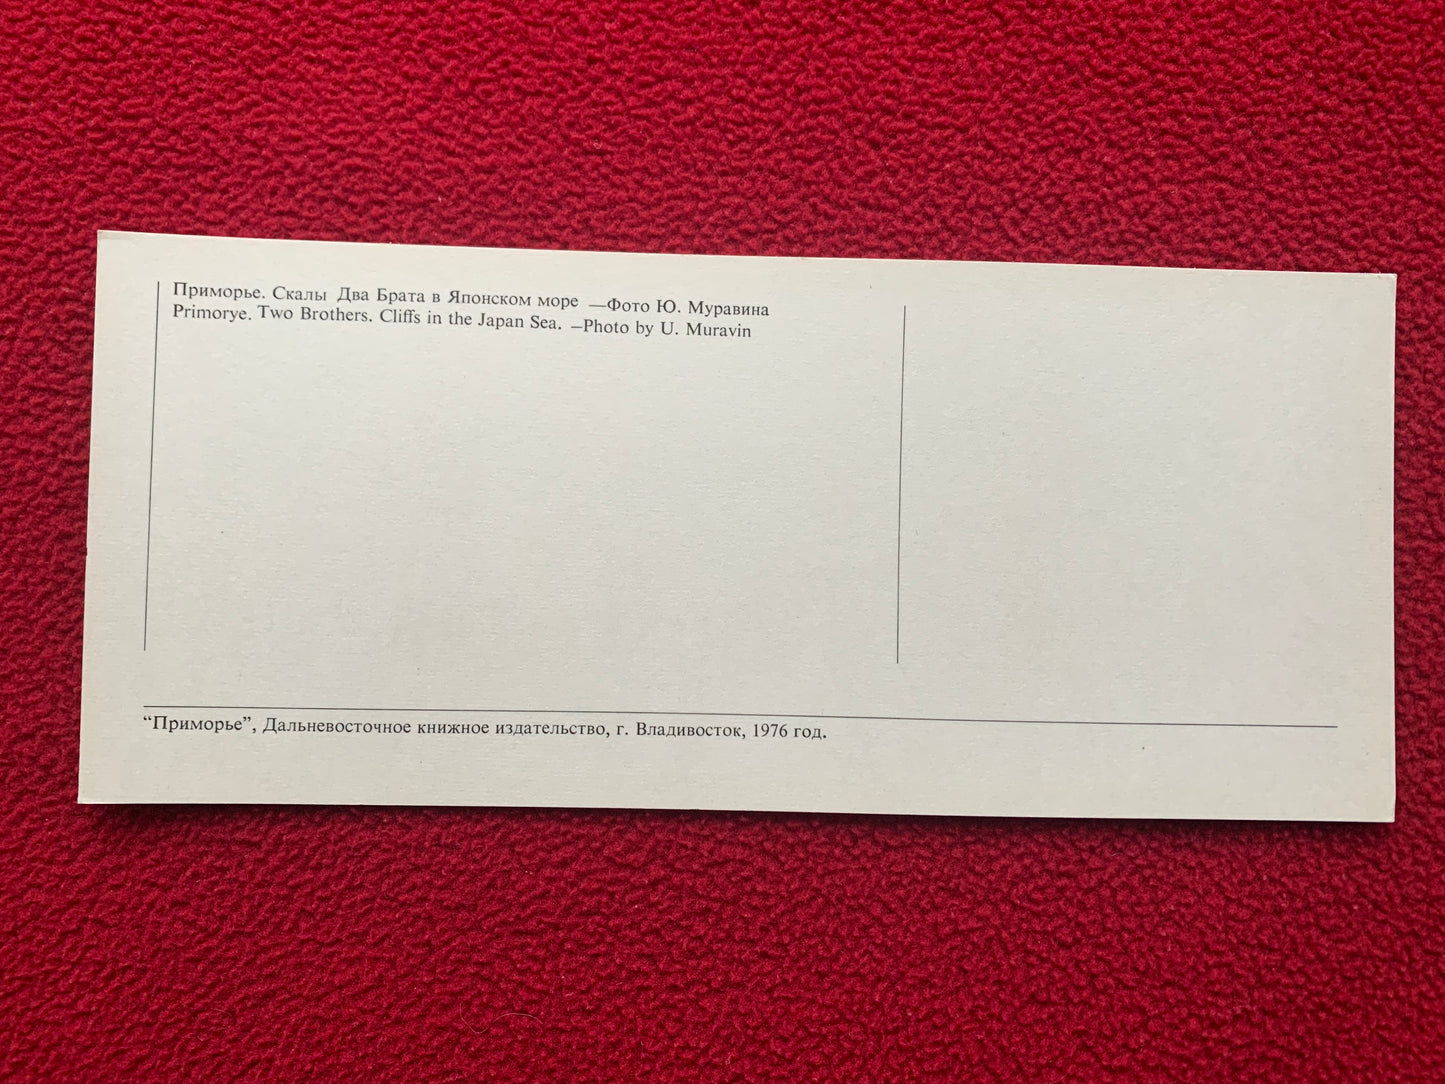 Приморье. Скалы Два Брата в Японском море —Фото Ю. Муравина
Primorye. Two Brothers. Cliffs in the Japan Sea. —Photo by U. Muravin
“Приморье”, Дальневосточное книжное издательство, г. Владивосток, 1976 год.